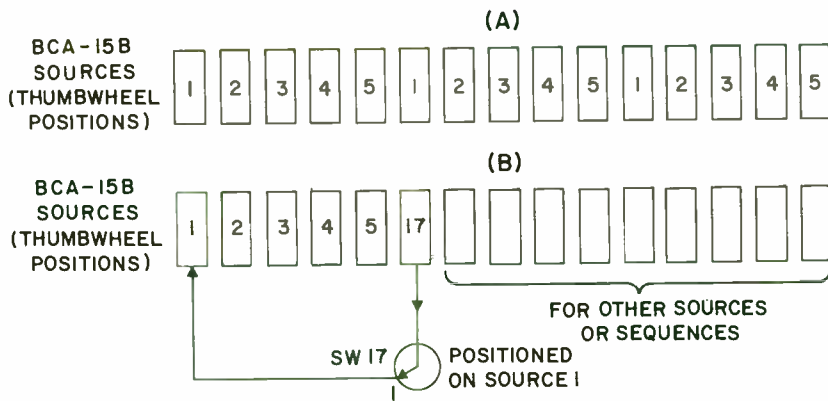 (A)
BCA-15B
SOURCES
(THUMBWHEEL
POSITIONS)
1 2 3 4 5 1 2 3 4 5 1 2 3 4 5
(B)
BCA-15B
SOURCES
(THUMBWHEEL
POSITIONS)
1 2 3 4 5 17
FOR OTHER SOURCES
OR SEQUENCES
SW 17
POSITIONED
ON SOURCE 1
1